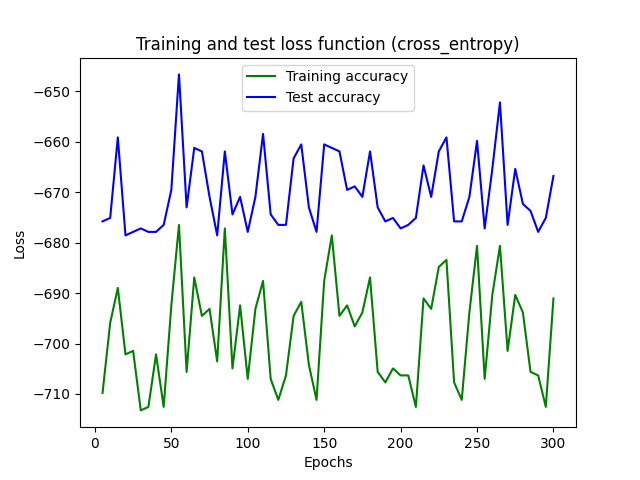 Training and test loss function (cross_entropy)
Training accuracy
Test accuracy
Loss
−650
−660
−670
−680
−690
−700
−710
0 50 100 150 200 250 300
Epochs